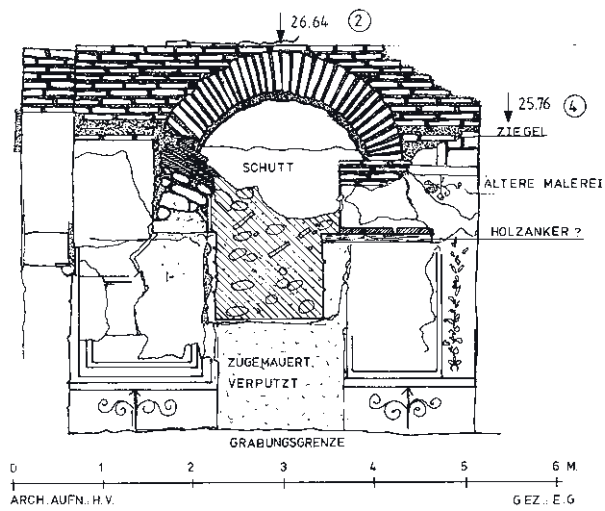 26.64 2
25.76 4
ZIEGEL
SCHUTT
ÄLTERE MALEREI
HOLZANKER ?
ZUGEMAUERT
VERPUTZT
GRABUNGSGRENZE
0 1 2 3 4 5 6 M.
ARCH. AUFN.: H.V. GEZ.: E.G